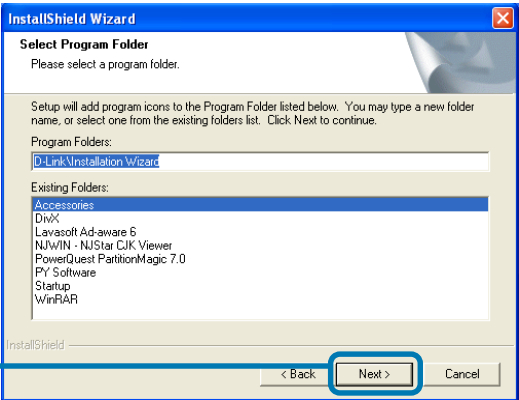 InstallShield Wizard
Select Program Folder
Please select a program folder.
Setup will add program icons to the Program Folder listed below. You may type a new folder
name, or select one from the existing folders list. Click Next to continue.
Program Folders:
D-Link\Installation Wizard
Existing Folders:
Accessories
DivX
Lavasoft Ad-aware 6
NJWIN - NJStar CJK Viewer
PowerQuest PartitionMagic 7.0
PY Software
Startup
WinRAR
InstallShield
< Back
Next >
Cancel